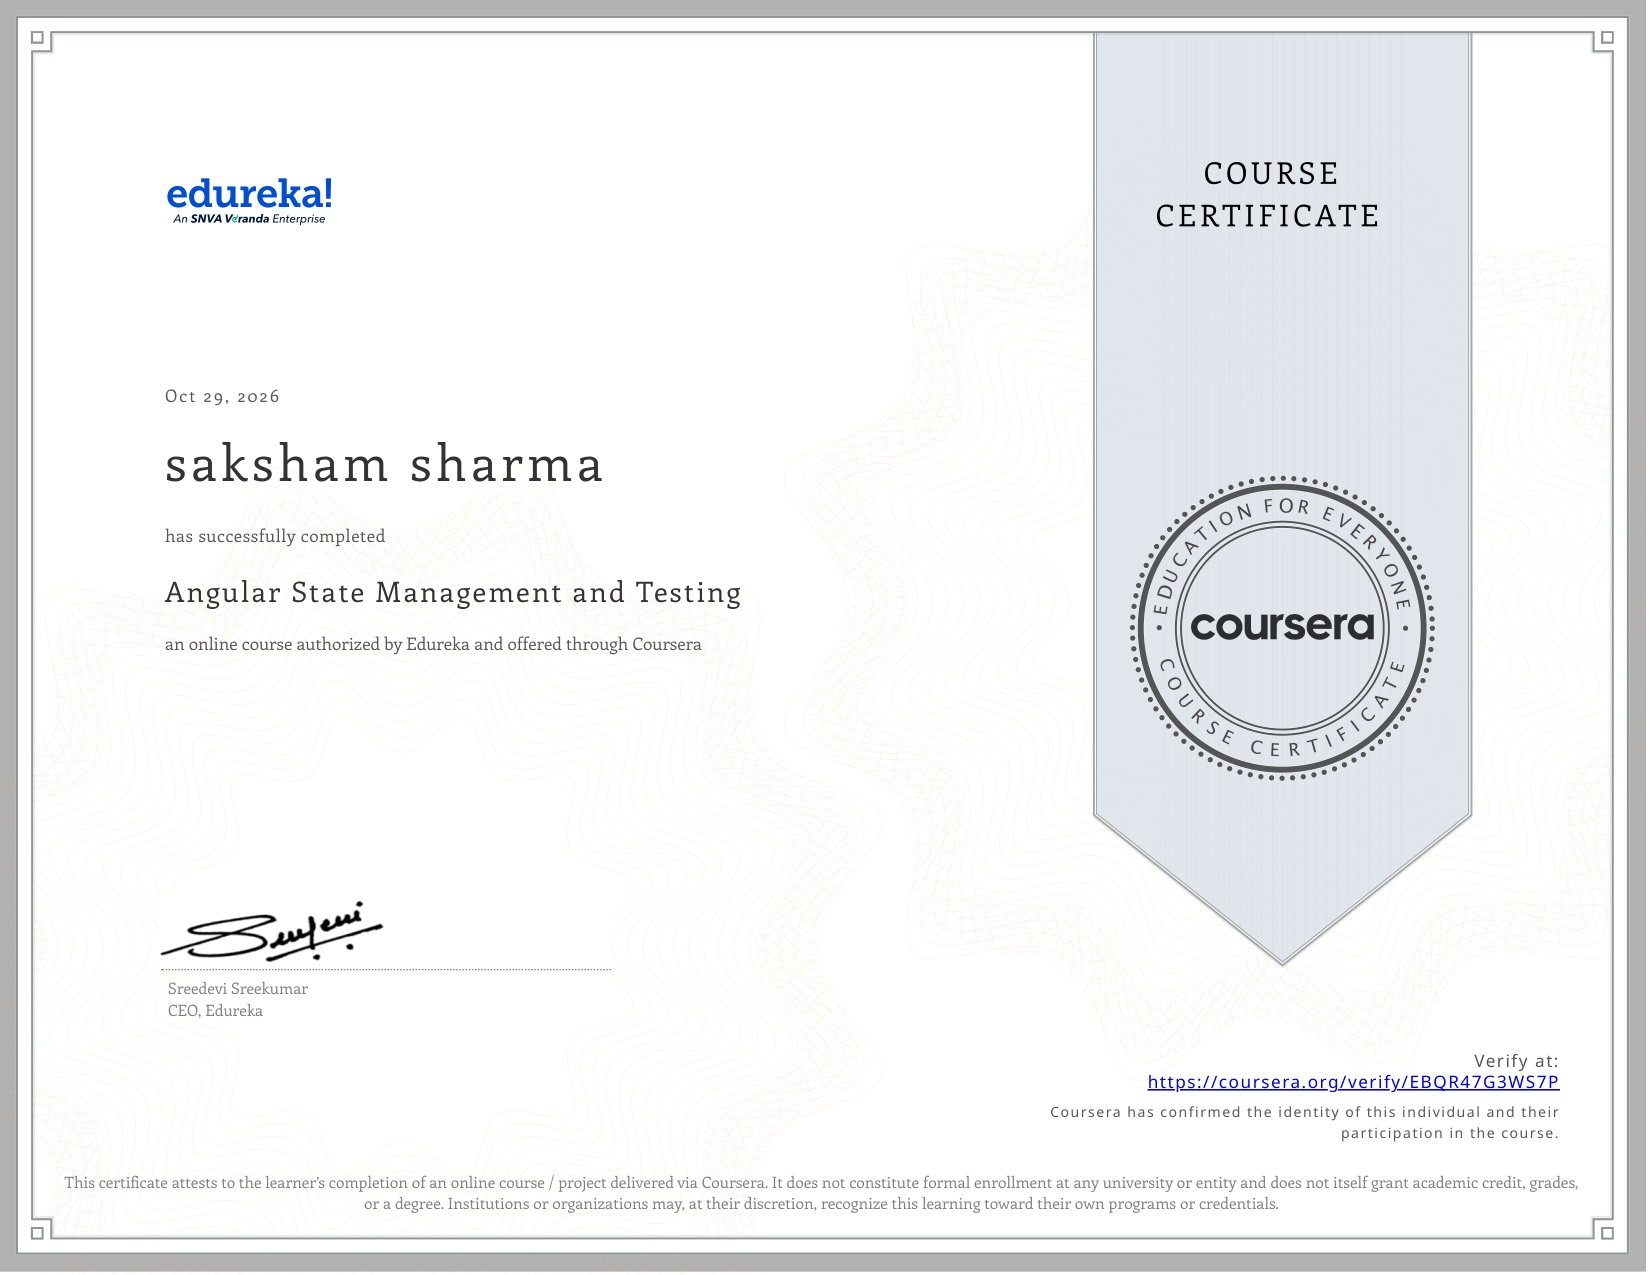 edureka!
An SNVA Veranda Enterprise
COURSE
CERTIFICATE
Oct 29, 2026
saksham sharma
has successfully completed
Angular State Management and Testing
an online course authorized by Edureka and offered through Coursera
EDUCATION FOR EVERYONE
coursera
COURSE CERTIFICATE
Sreedevi Sreekumar
CEO, Edureka
Verify at:
https://coursera.org/verify/EBQR47G3WS7P
Coursera has confirmed the identity of this individual and their
participation in the course.
This certificate attests to the learner's completion of an online course / project delivered via Coursera. It does not constitute formal enrollment at any university or entity and does not itself grant academic credit, grades,
or a degree. Institutions or organizations may, at their discretion, recognize this learning toward their own programs or credentials.